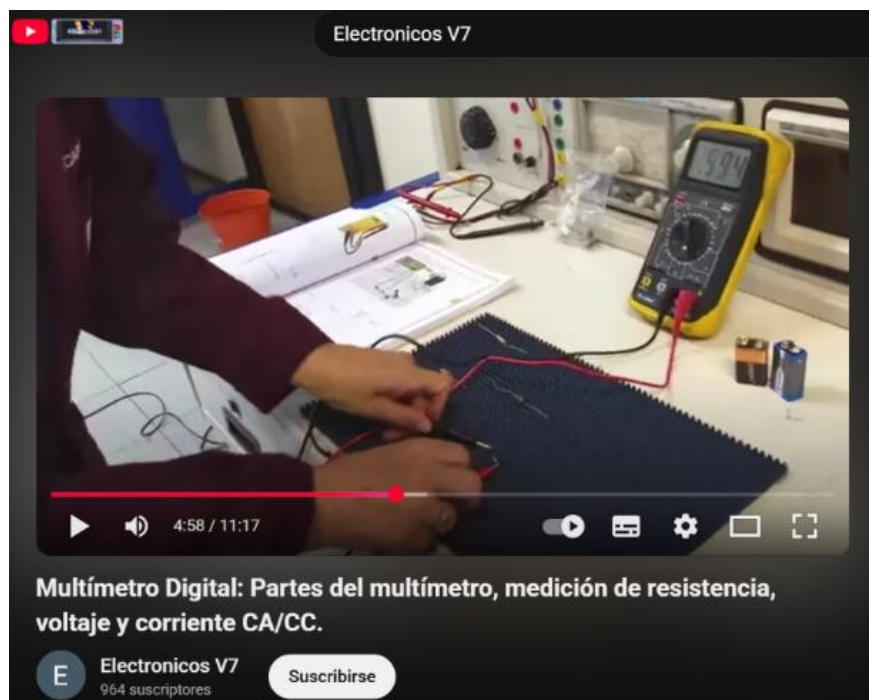 Electronicos V7
.594
4:58 / 11:17
Multímetro Digital: Partes del multímetro, medición de resistencia,
voltaje y corriente CA/CC.
E
Electronicos V7
964 suscriptores
Suscribirse